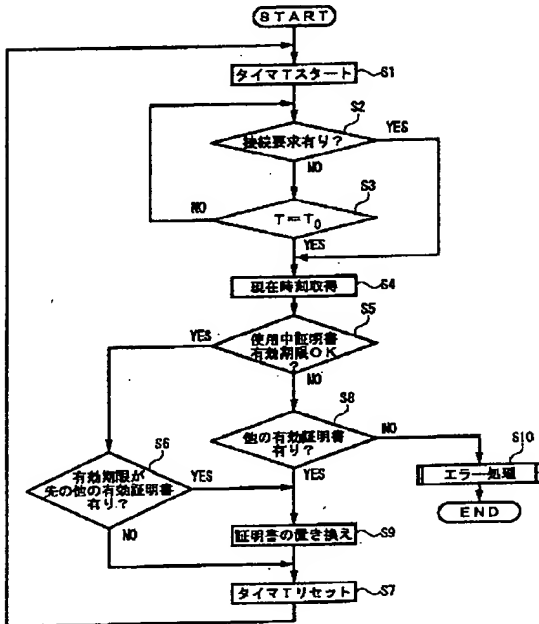 START
タイマTスタート
S1
S2
接続要求有り?
YES
NO
S3
NO
T=T0
YES
現在時刻取得
S4
S5
YES
使用中証明書
有効期限OK
?
NO
S8
他の有効証明書
有り?
NO
YES
S10
エラー処理
END
S6
有効期限が
先の他の有効証明書
有り?
YES
NO
証明書の置き換え
S9
タイマTリセット
S7